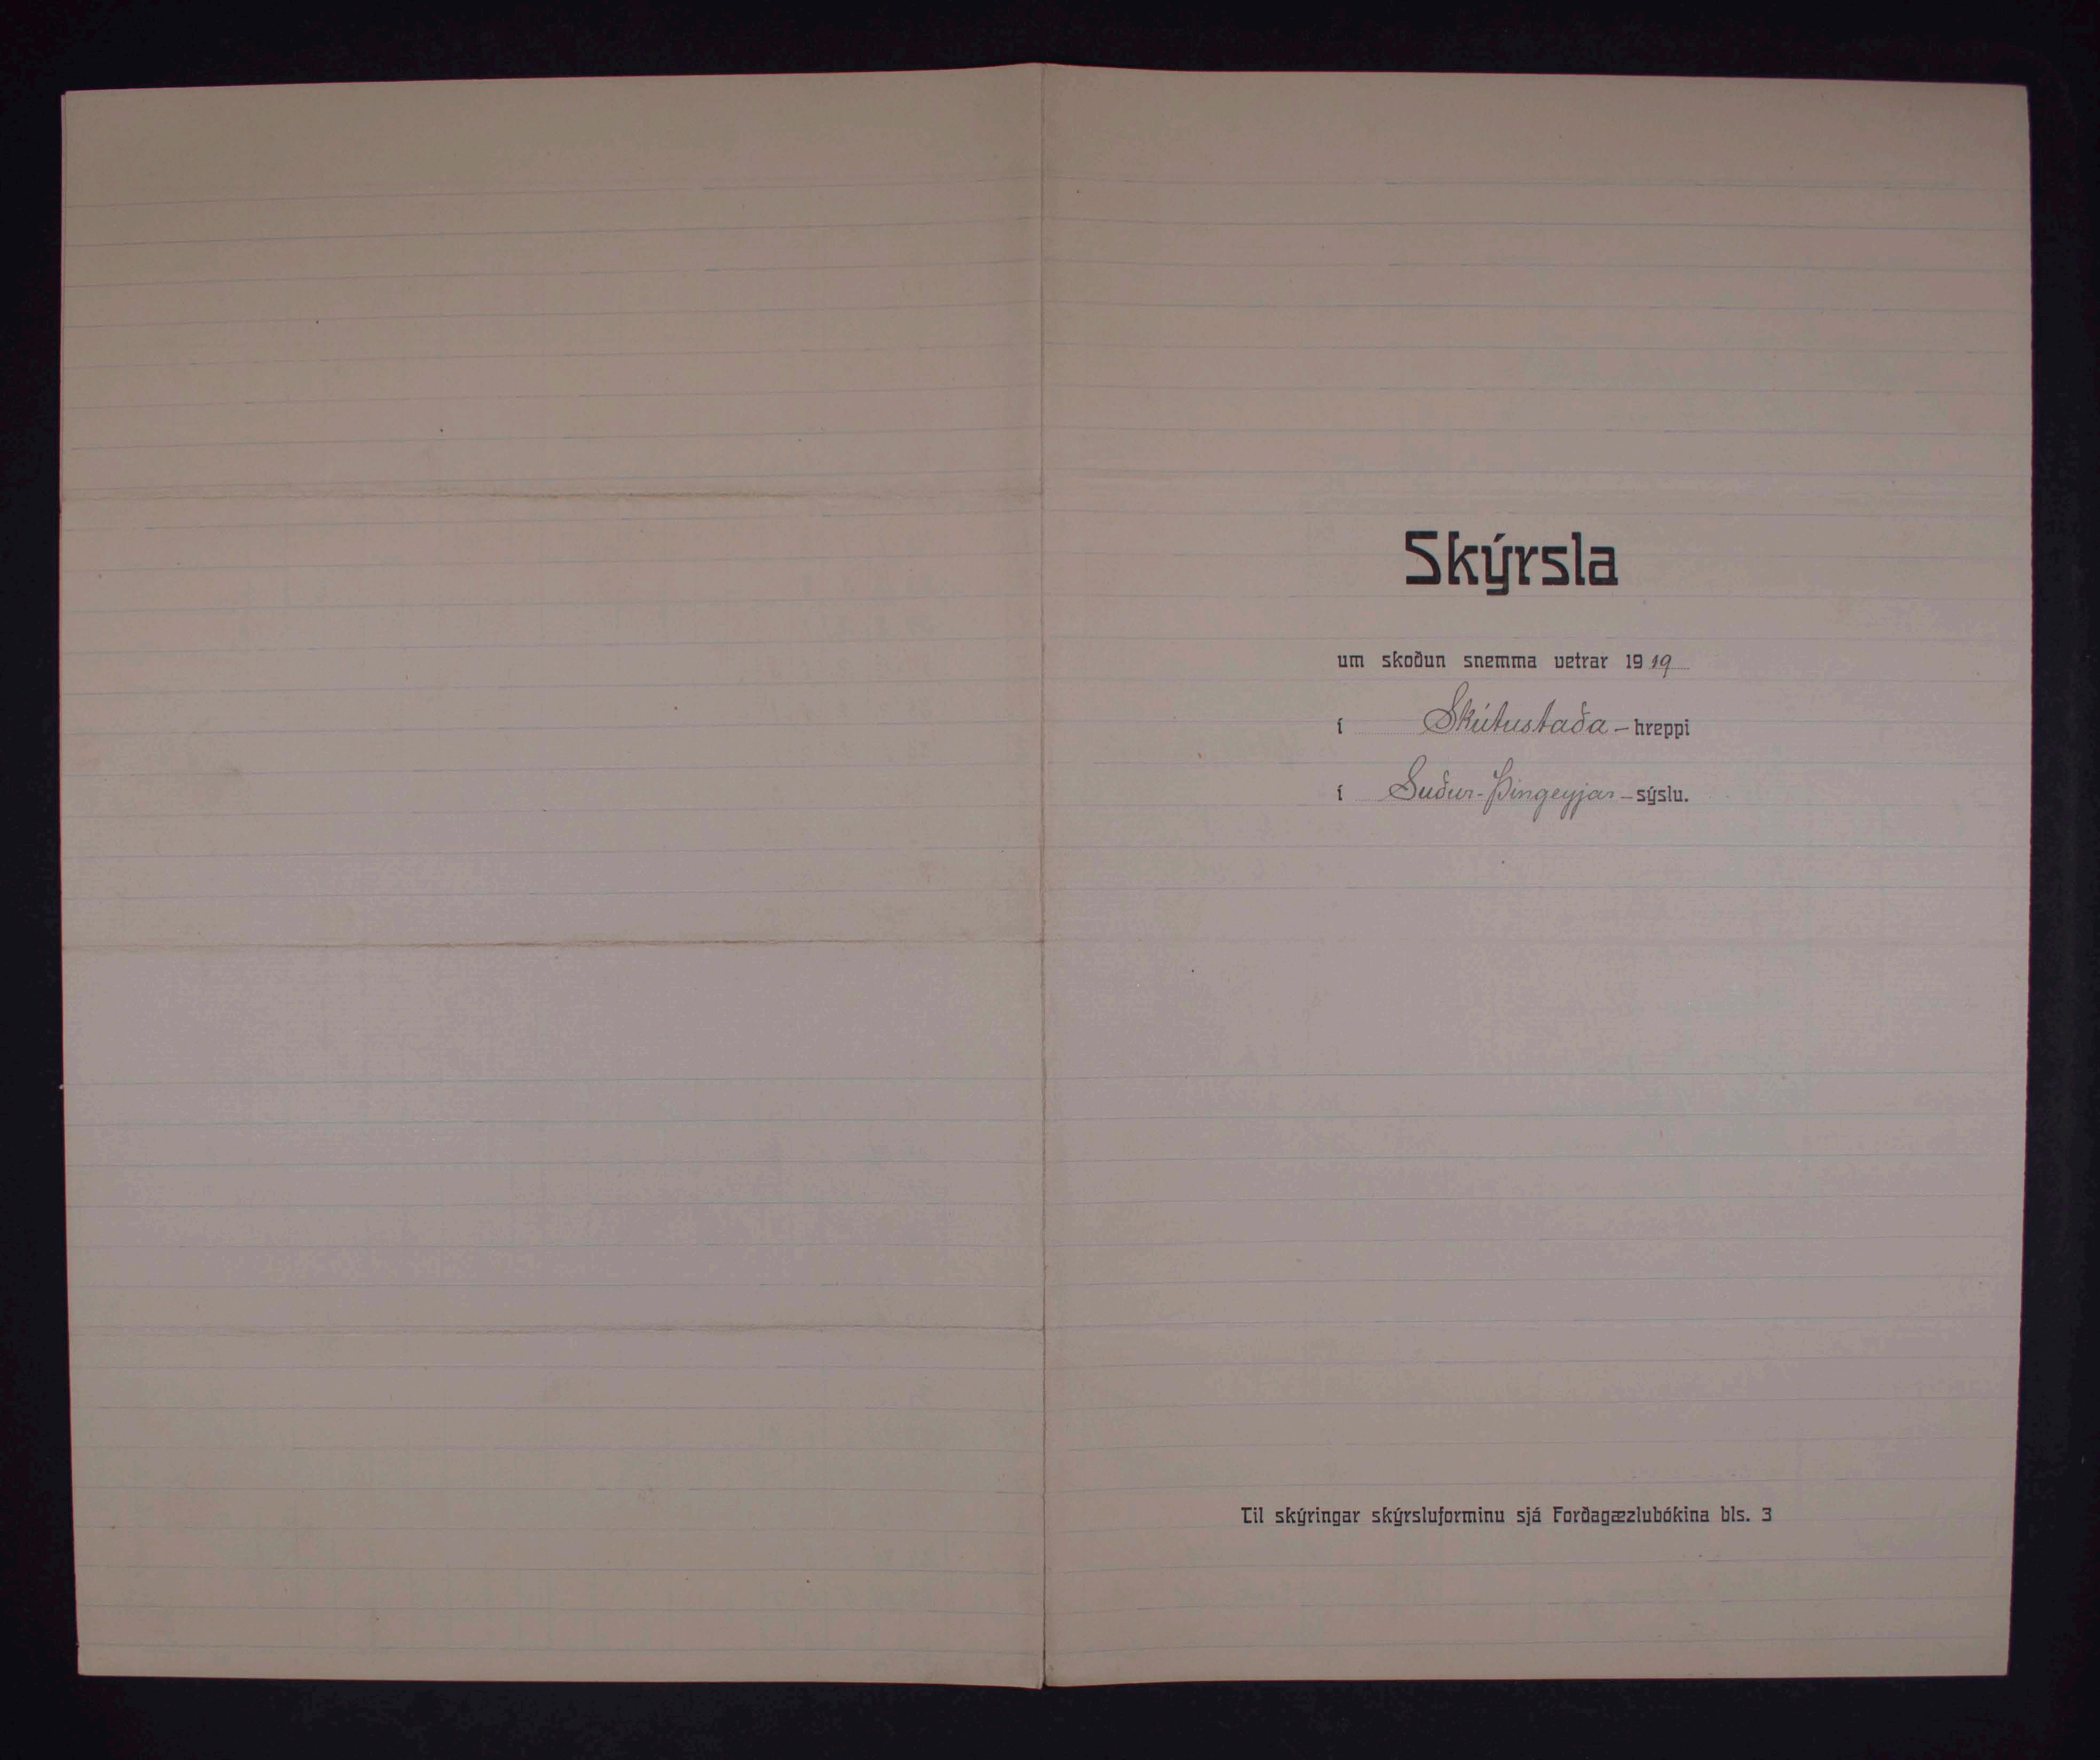 Skýrsla
um skoðun snemma vetrar 1919
í Skútustaða-hreppi
í Suður-Þingeyjar-sýslu.
Til skýringar skýrsluforminu sjá Forðagæzlubókina bls. 3